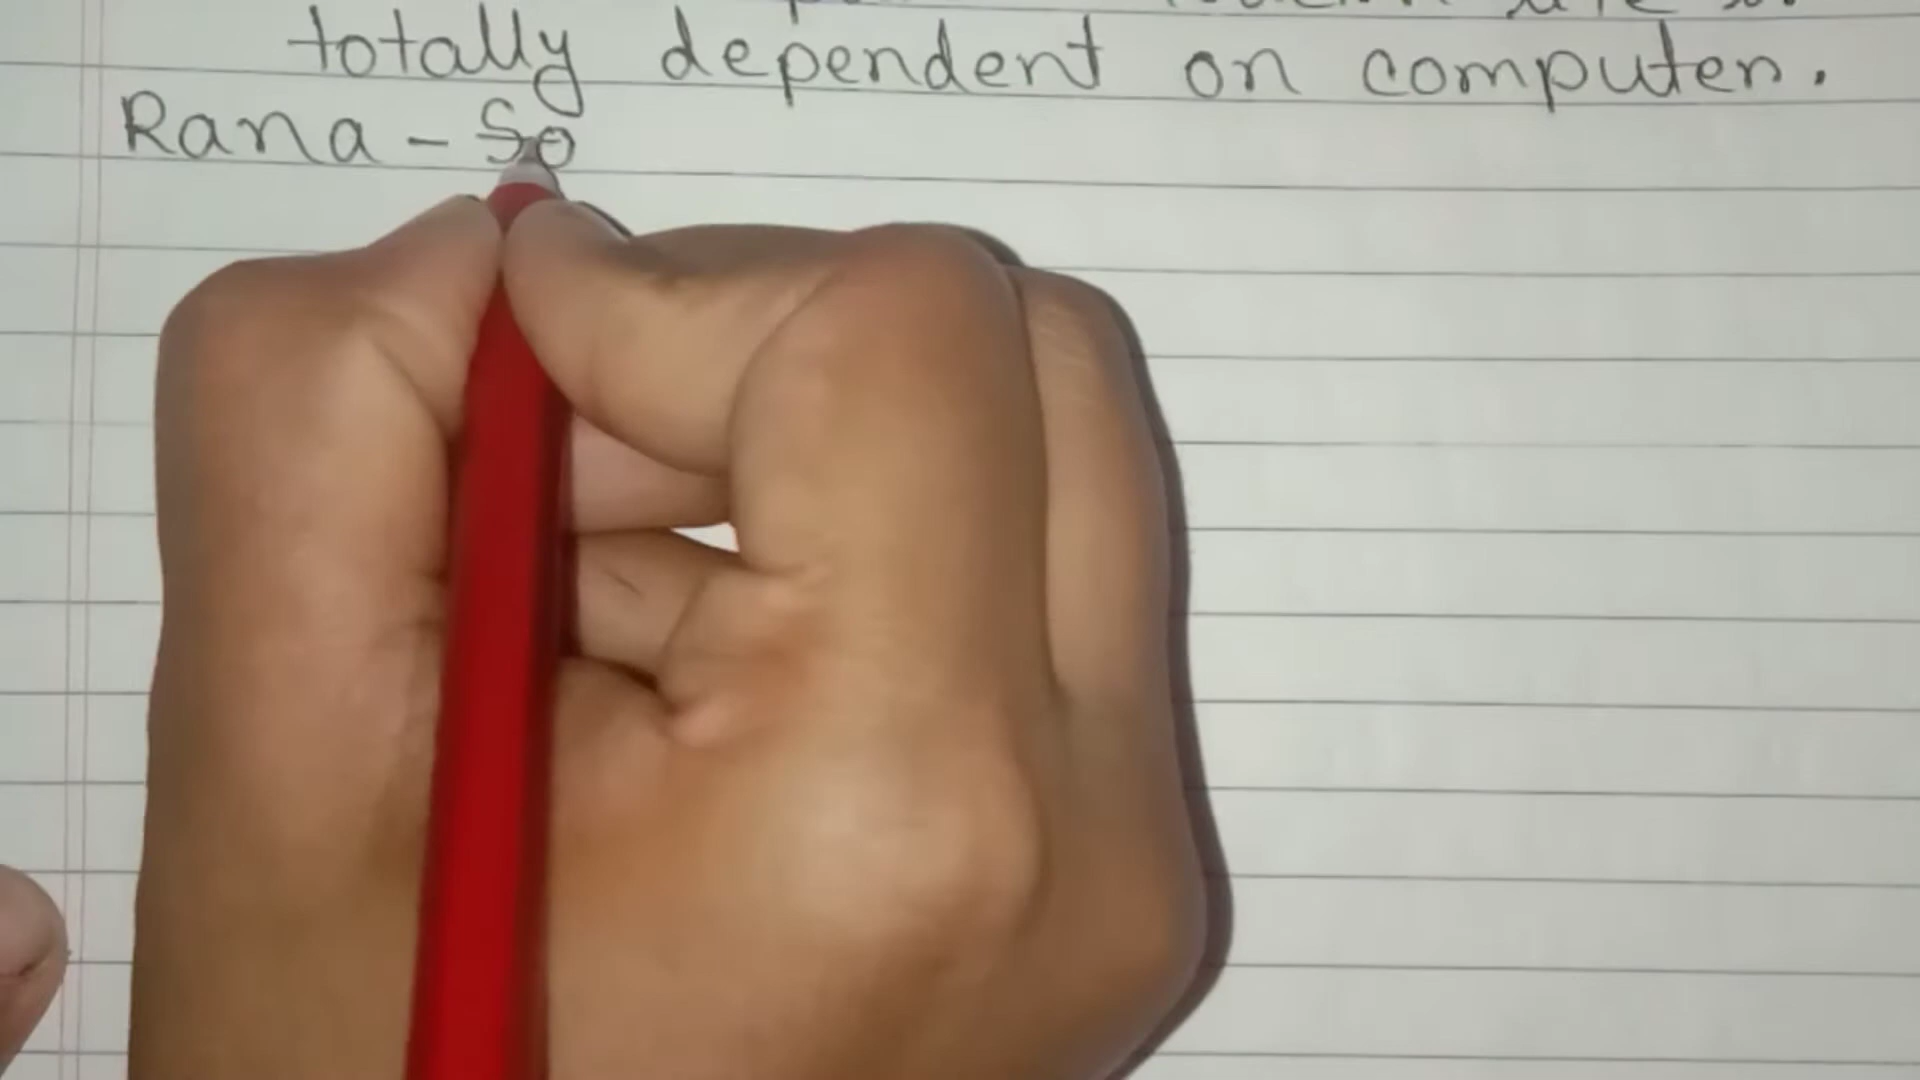 totally dependent on computer.
Rana - So